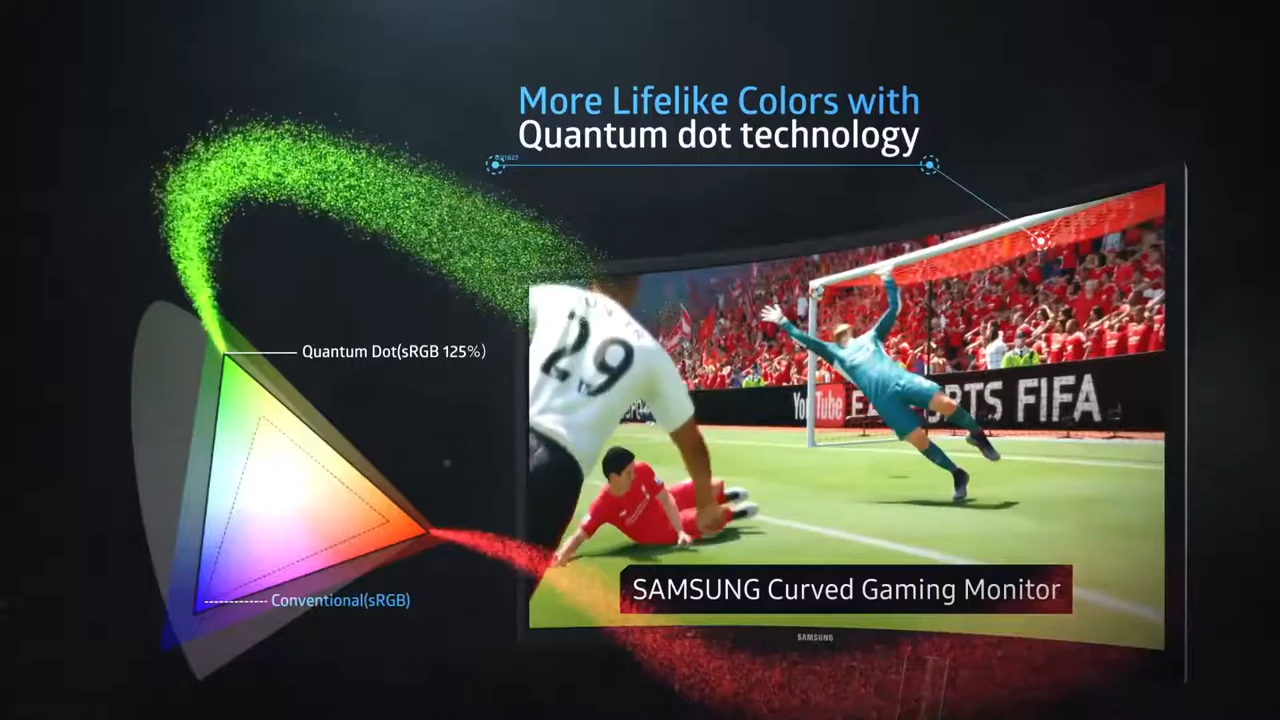 More Lifelike Colors with
Quantum dot technology
29
Quantum Dot(sRGB 125%)
YouTube
FIFA
Conventional(sRGB)
SAMSUNG Curved Gaming Monitor
SAMSUNG